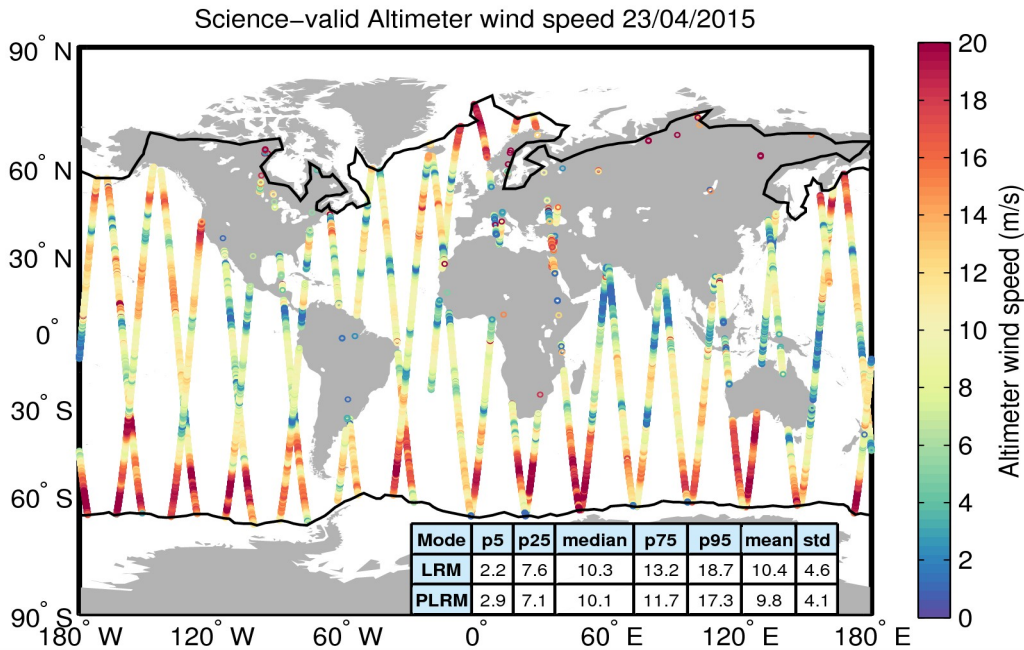 Science−valid Altimeter wind speed 23/04/2015
90° N
60° N
30° N
0°
30° S
60° S
90° S
180° W
120° W
60° W
0°
60° E
120° E
180° E
Mode p5 p25 median p75 p95 mean std
LRM 2.2 7.6 10.3 13.2 18.7 10.4 4.6
PLRM 2.9 7.1 10.1 11.7 17.3 9.8 4.1
20
18
16
14
12
10
8
6
4
2
0
Altimeter wind speed (m/s)